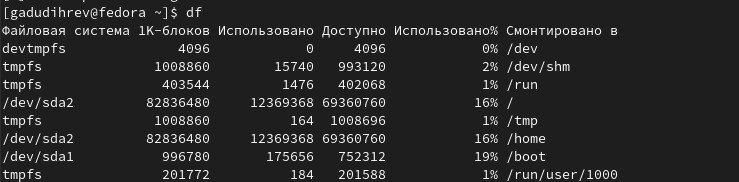 [gadudihrev@fedora ~]$ df
Файловая система 1K-блоков Использовано Доступно Использовано% Смонтировано в
devtmpfs 4096 0 4096 0% /dev
tmpfs 1008860 15740 993120 2% /dev/shm
tmpfs 403544 1476 402068 1% /run
/dev/sda2 82836480 12369368 69360760 16% /
tmpfs 1008860 164 1008696 1% /tmp
/dev/sda2 82836480 12369368 69360760 16% /home
/dev/sda1 996780 175656 752312 19% /boot
tmpfs 201772 184 201588 1% /run/user/1000